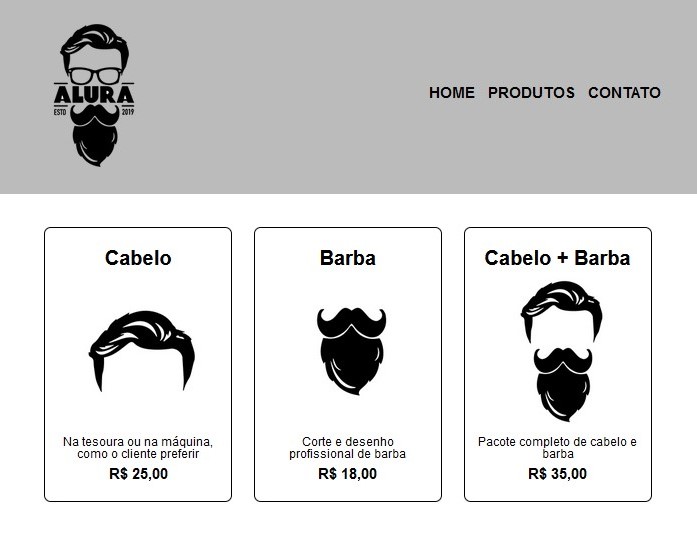 ALURA
ESTD 2019
HOME PRODUTOS CONTATO
Cabelo
Na tesoura ou na máquina,
como o cliente preferir
R$ 25,00
Barba
Corte e desenho
profissional de barba
R$ 18,00
Cabelo + Barba
Pacote completo de cabelo e
barba
R$ 35,00